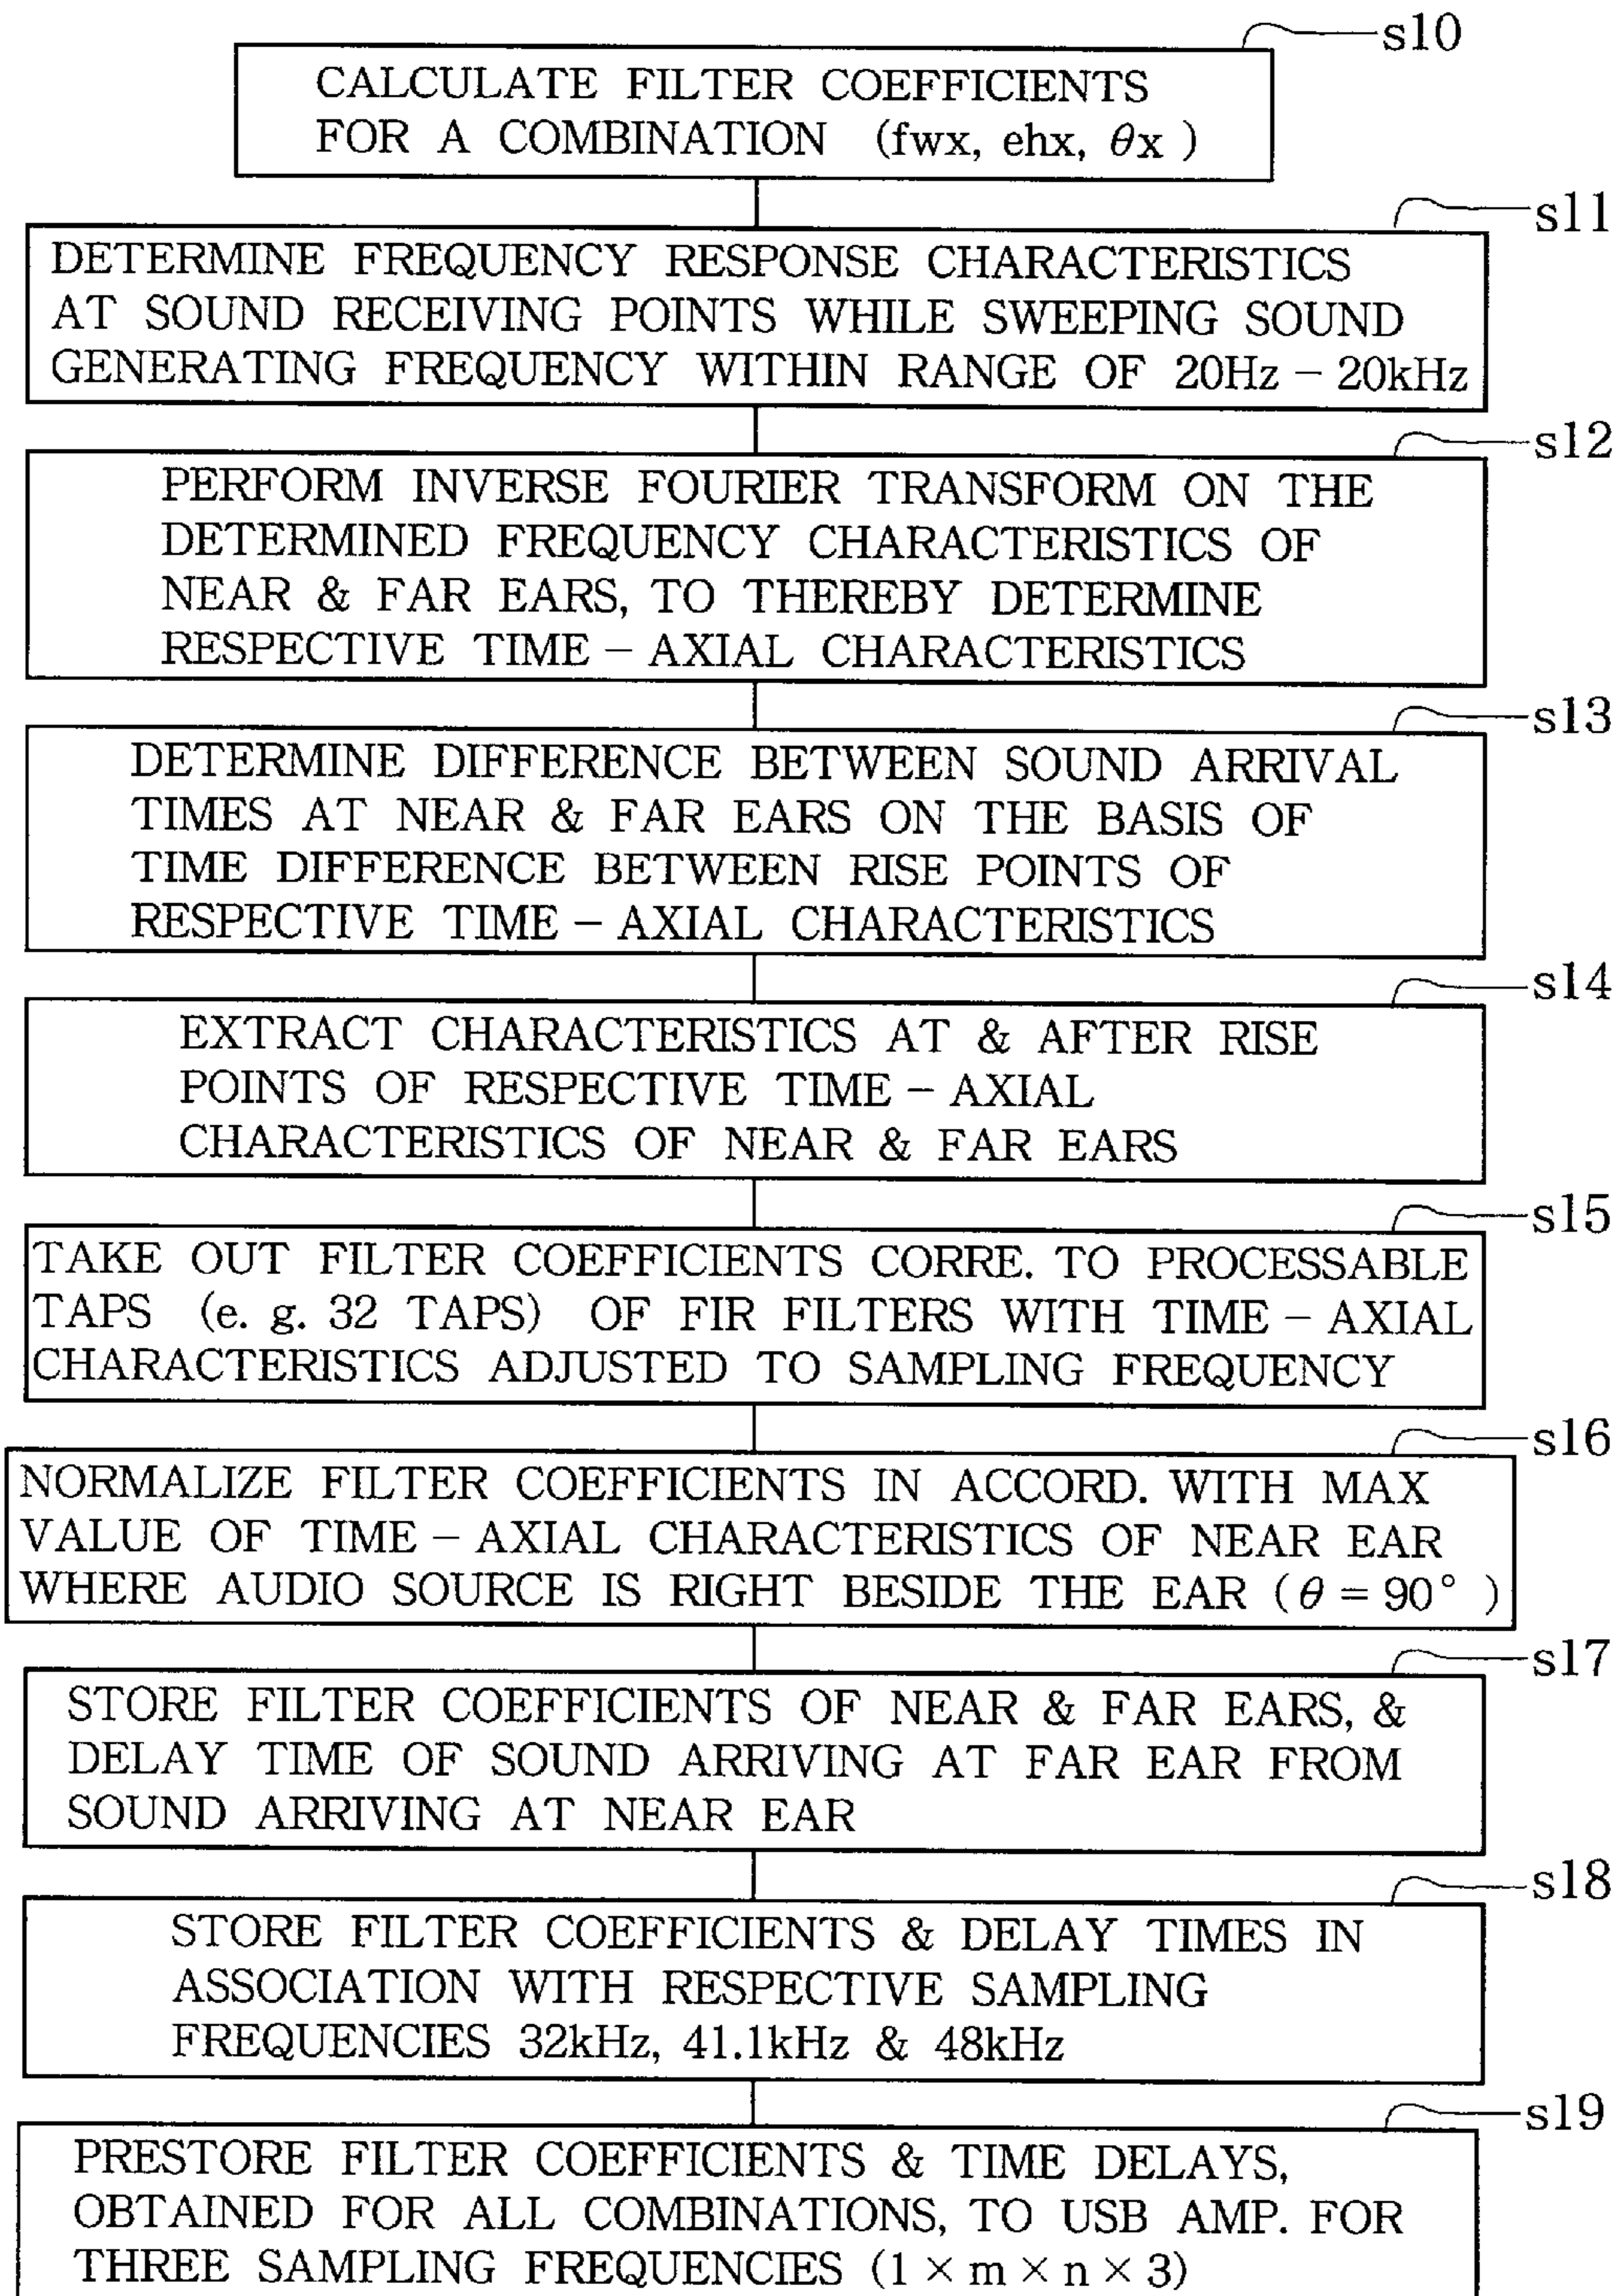 s10
CALCULATE FILTER COEFFICIENTS
FOR A COMBINATION (fwx, ehx, θx )
s11
DETERMINE FREQUENCY RESPONSE CHARACTERISTICS
AT SOUND RECEIVING POINTS WHILE SWEEPING SOUND
GENERATING FREQUENCY WITHIN RANGE OF 20Hz – 20kHz
s12
PERFORM INVERSE FOURIER TRANSFORM ON THE
DETERMINED FREQUENCY CHARACTERISTICS OF
NEAR & FAR EARS, TO THEREBY DETERMINE
RESPECTIVE TIME – AXIAL CHARACTERISTICS
s13
DETERMINE DIFFERENCE BETWEEN SOUND ARRIVAL
TIMES AT NEAR & FAR EARS ON THE BASIS OF
TIME DIFFERENCE BETWEEN RISE POINTS OF
RESPECTIVE TIME – AXIAL CHARACTERISTICS
s14
EXTRACT CHARACTERISTICS AT & AFTER RISE
POINTS OF RESPECTIVE TIME – AXIAL
CHARACTERISTICS OF NEAR & FAR EARS
s15
TAKE OUT FILTER COEFFICIENTS CORRE. TO PROCESSABLE
TAPS (e. g. 32 TAPS) OF FIR FILTERS WITH TIME – AXIAL
CHARACTERISTICS ADJUSTED TO SAMPLING FREQUENCY
s16
NORMALIZE FILTER COEFFICIENTS IN ACCORD. WITH MAX
VALUE OF TIME – AXIAL CHARACTERISTICS OF NEAR EAR
WHERE AUDIO SOURCE IS RIGHT BESIDE THE EAR ( θ = 90° )
s17
STORE FILTER COEFFICIENTS OF NEAR & FAR EARS, &
DELAY TIME OF SOUND ARRIVING AT FAR EAR FROM
SOUND ARRIVING AT NEAR EAR
s18
STORE FILTER COEFFICIENTS & DELAY TIMES IN
ASSOCIATION WITH RESPECTIVE SAMPLING
FREQUENCIES 32kHz, 41.1kHz & 48kHz
s19
PRESTORE FILTER COEFFICIENTS & TIME DELAYS,
OBTAINED FOR ALL COMBINATIONS, TO USB AMP. FOR
THREE SAMPLING FREQUENCIES (1 × m × n × 3)